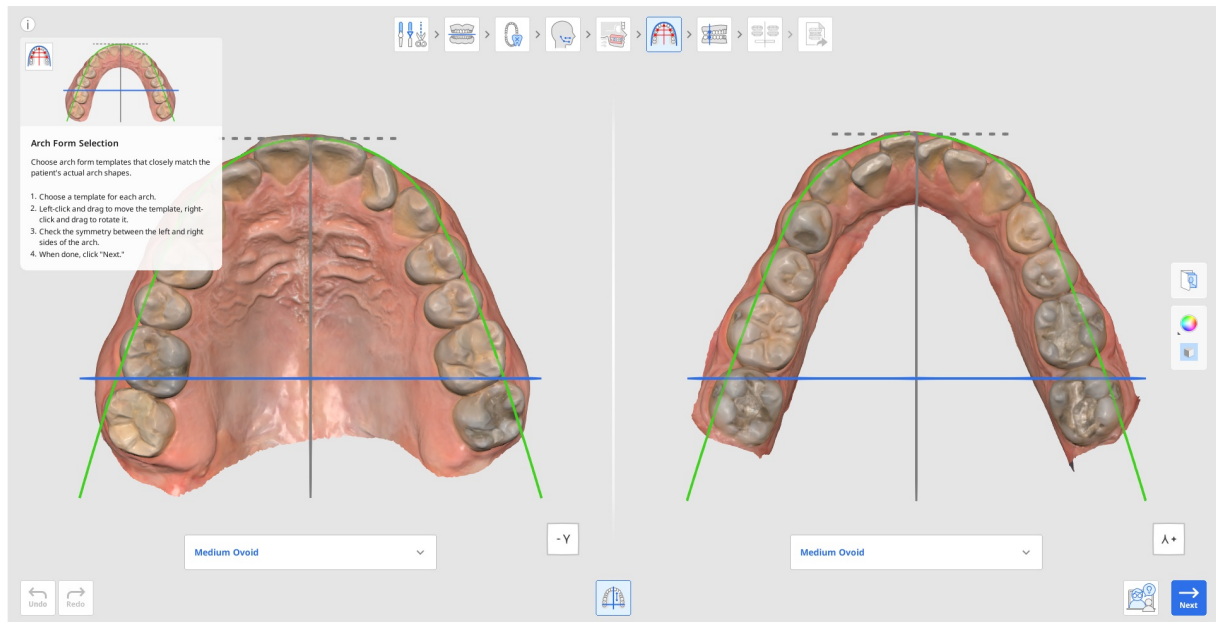 Arch Form Selection
Choose arch form templates that closely match the
patient's actual arch shapes.
1. Choose a template for each arch.
2. Left-click and drag to move the template, right-
click and drag to rotate it.
3. Check the symmetry between the left and right
sides of the arch.
4. When done, click "Next."
- Y
Y +
Medium Ovoid
Medium Ovoid
Undo
Redo
Next